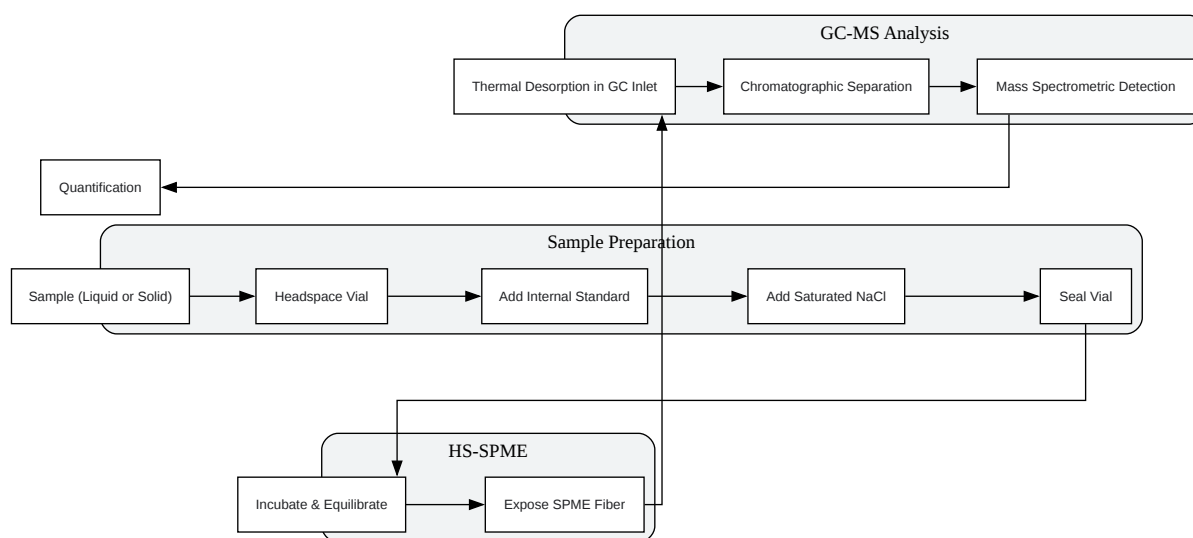 GC-MS Analysis
Thermal Desorption in GC Inlet
Chromatographic Separation
Mass Spectrometric Detection
Quantification
Sample Preparation
Sample (Liquid or Solid)
Headspace Vial
Add Internal Standard
Add Saturated NaCl
Seal Vial
HS-SPME
Incubate & Equilibrate
Expose SPME Fiber